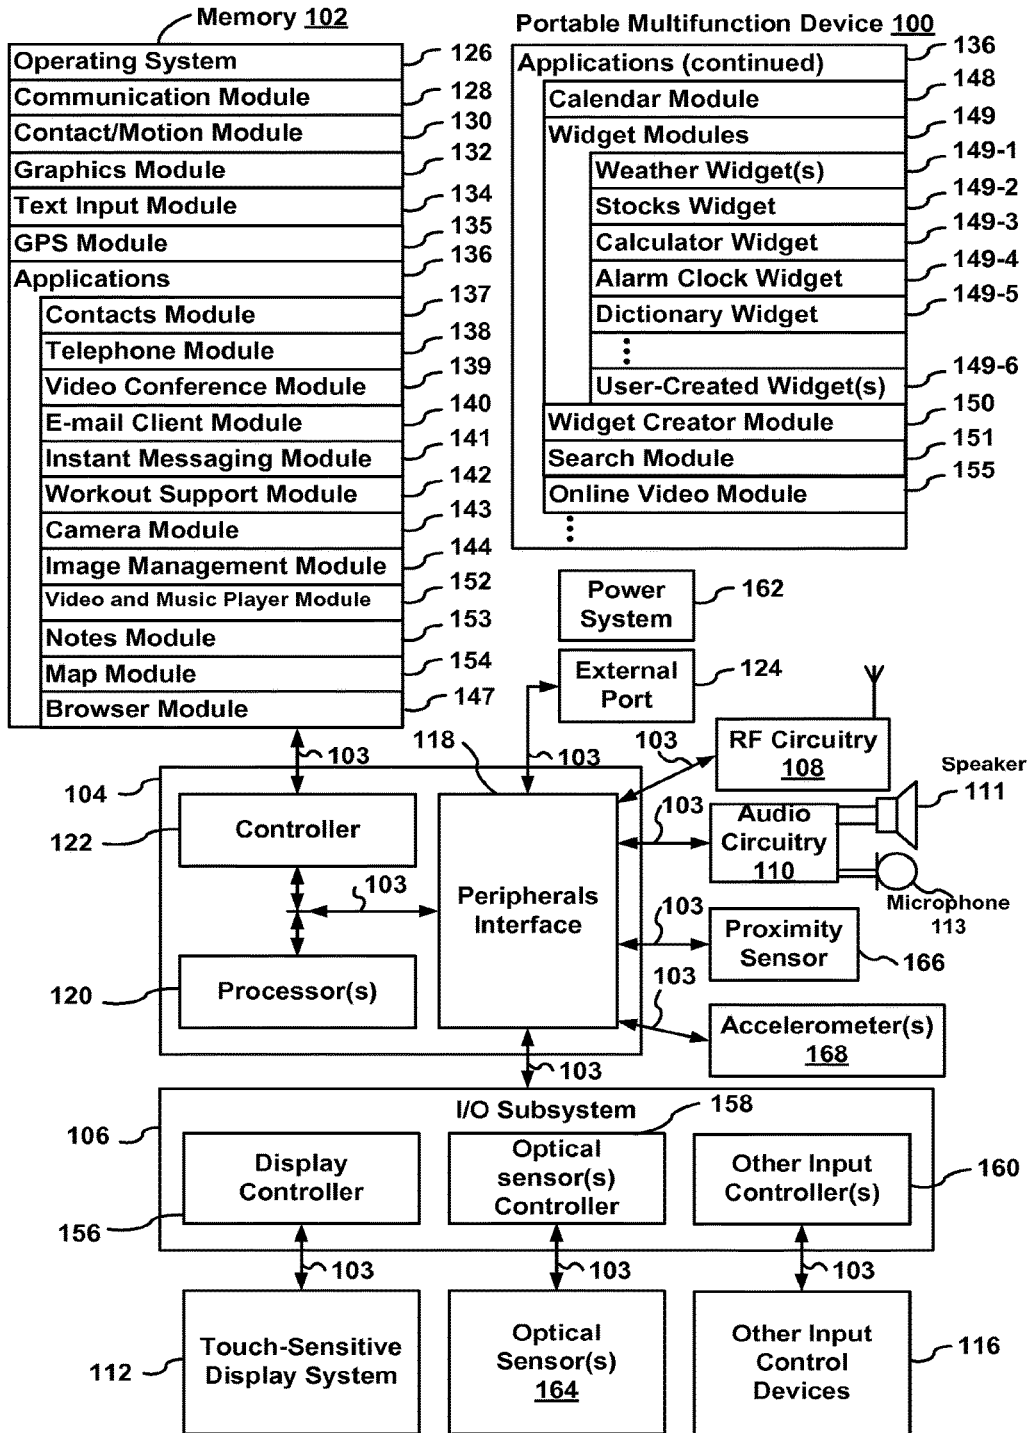 Memory 102
Operating System 126
Communication Module 128
Contact/Motion Module 130
Graphics Module 132
Text Input Module 134
GPS Module 135
Applications 136
Contacts Module 137
Telephone Module 138
Video Conference Module 139
E-mail Client Module 140
Instant Messaging Module 141
Workout Support Module 142
Camera Module 143
Image Management Module 144
Video and Music Player Module 152
Notes Module 153
Map Module 154
Browser Module 147
Portable Multifunction Device 100
Applications (continued) 136
Calendar Module 148
Widget Modules 149
Weather Widget(s) 149-1
Stocks Widget 149-2
Calculator Widget 149-3
Alarm Clock Widget 149-4
Dictionary Widget 149-5
User-Created Widget(s) 149-6
Widget Creator Module 150
Search Module 151
Online Video Module 155
Power
System
162
External
Port
124
103
118
103
103
RF Circuitry
108
Speaker
111
104
122
Controller
103
Audio
Circuitry
110
103
Peripherals
Interface
Microphone
113
103
Proximity
Sensor
166
120
Processor(s)
103
Accelerometer(s)
168
103
I/O Subsystem
158
106
Display
Controller
156
Optical
sensor(s)
Controller
Other Input
Controller(s)
160
103
103
103
112
Touch-Sensitive
Display System
Optical
Sensor(s)
164
Other Input
Control
Devices
116